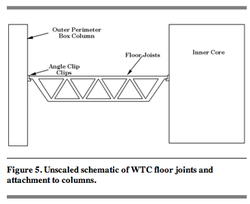 Outer Perimeter
Box Column
Floor Joists
Inner Core
Angle Clip
Clips
Figure 5. Unscaled schematic of WTC floor joints and
attachment to columns.